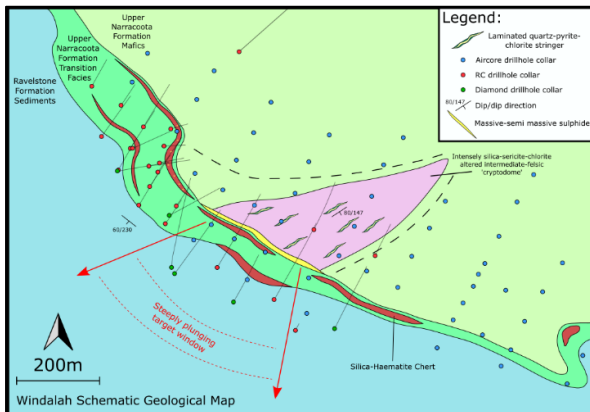 Upper
Narracoota
Formation
Mafics
Upper
Narracoota
Formation
Transition
Facies
Ravelstone
Formation
Sediments
Legend:
Laminated quartz-pyrite-
chlorite stringer
Aircore drillhole collar
RC drillhole collar
Diamond drillhole collar
80/147
Dip/dip direction
Massive-semi massive sulphide
Intensely silica-sericite-chlorite
altered intermediate-felsic
'cryptodome'
80/147
60/230
Steeply plunging
target window
Silica-Haematite Chert
200m
Windalah Schematic Geological Map